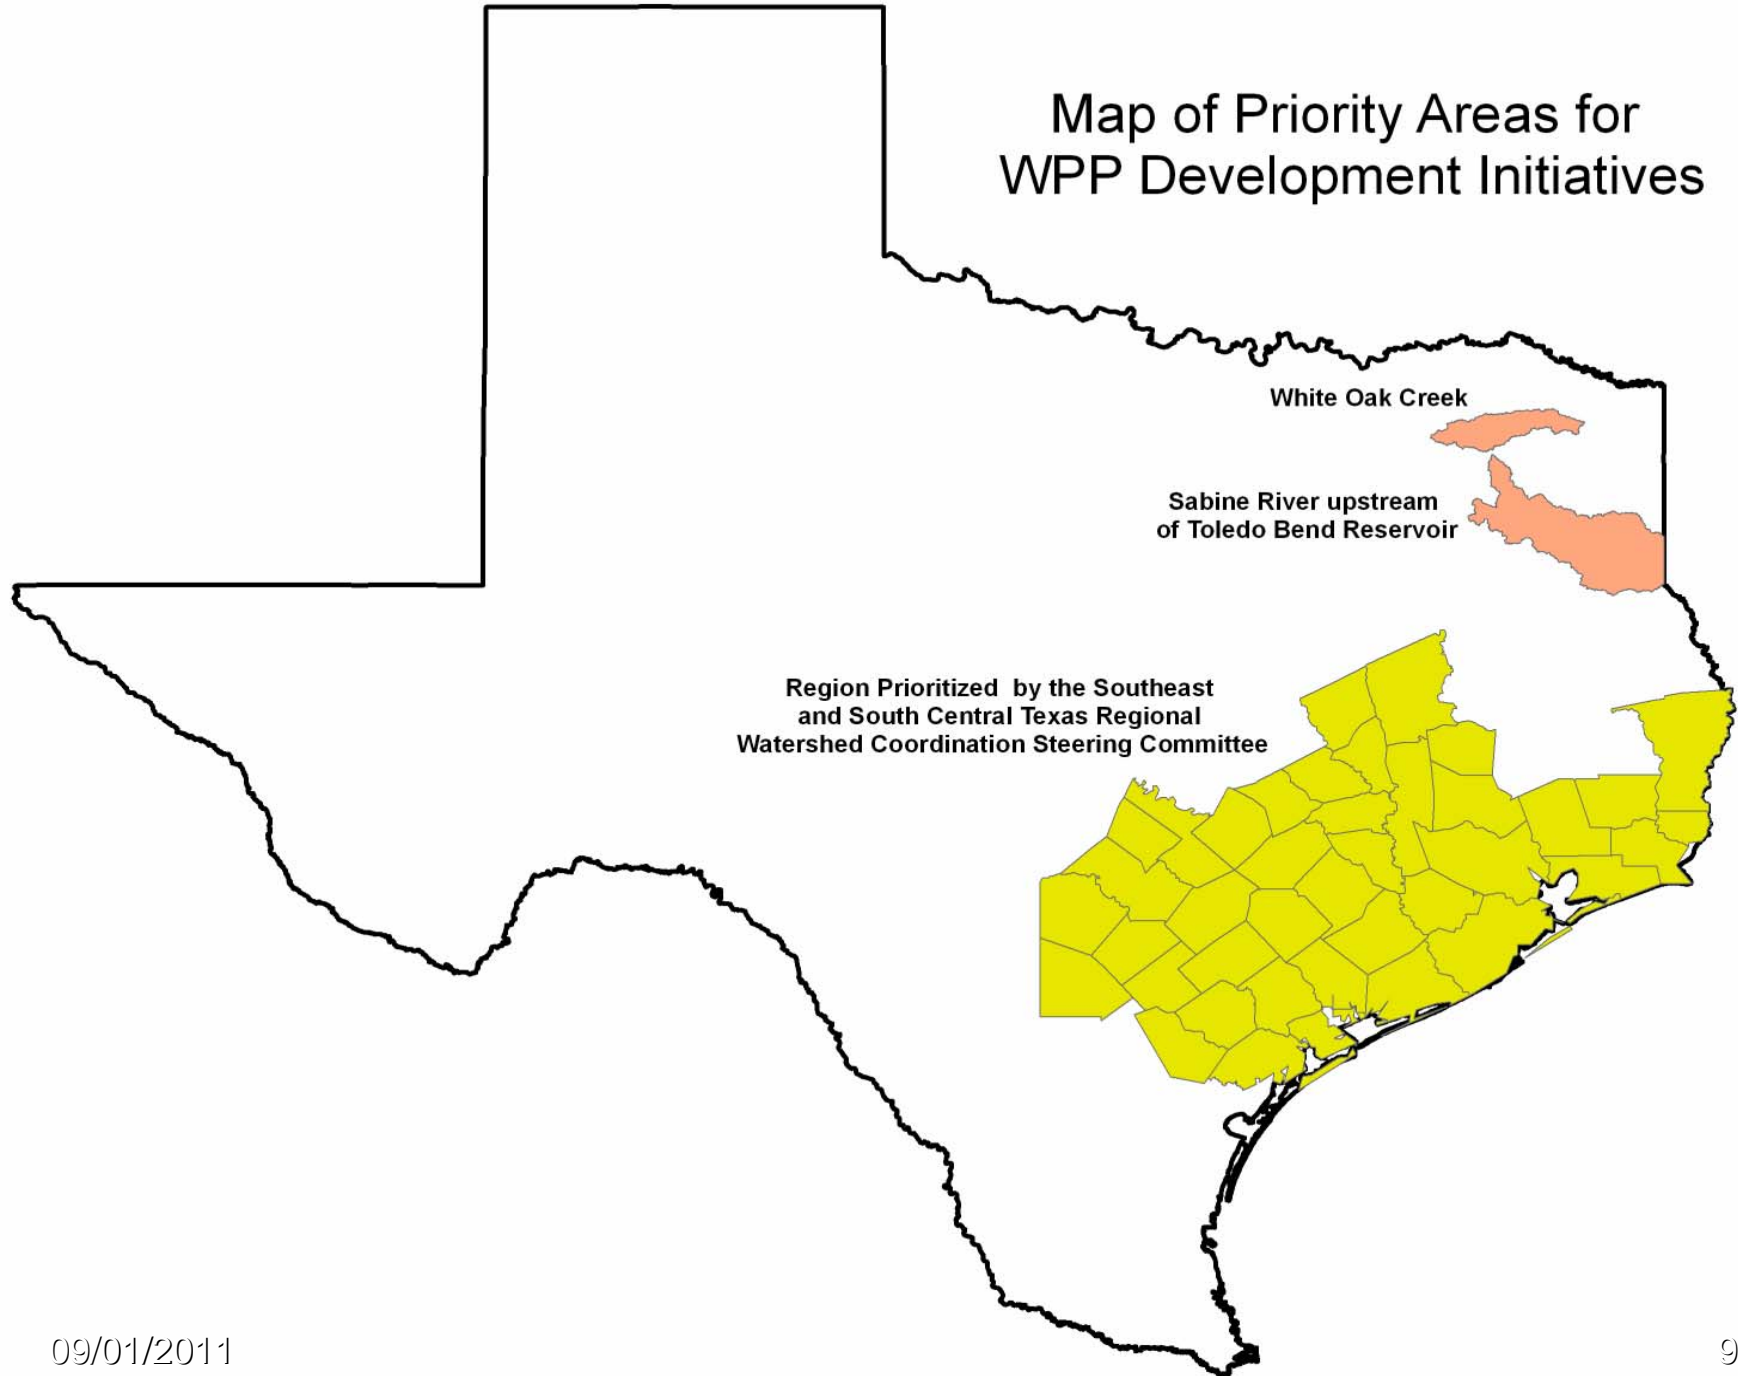 Map of Priority Areas for
WPP Development Initiatives
White Oak Creek
Sabine River upstream
of Toledo Bend Reservoir
Region Prioritized by the Southeast
and South Central Texas Regional
Watershed Coordination Steering Committee
09/01/2011
9